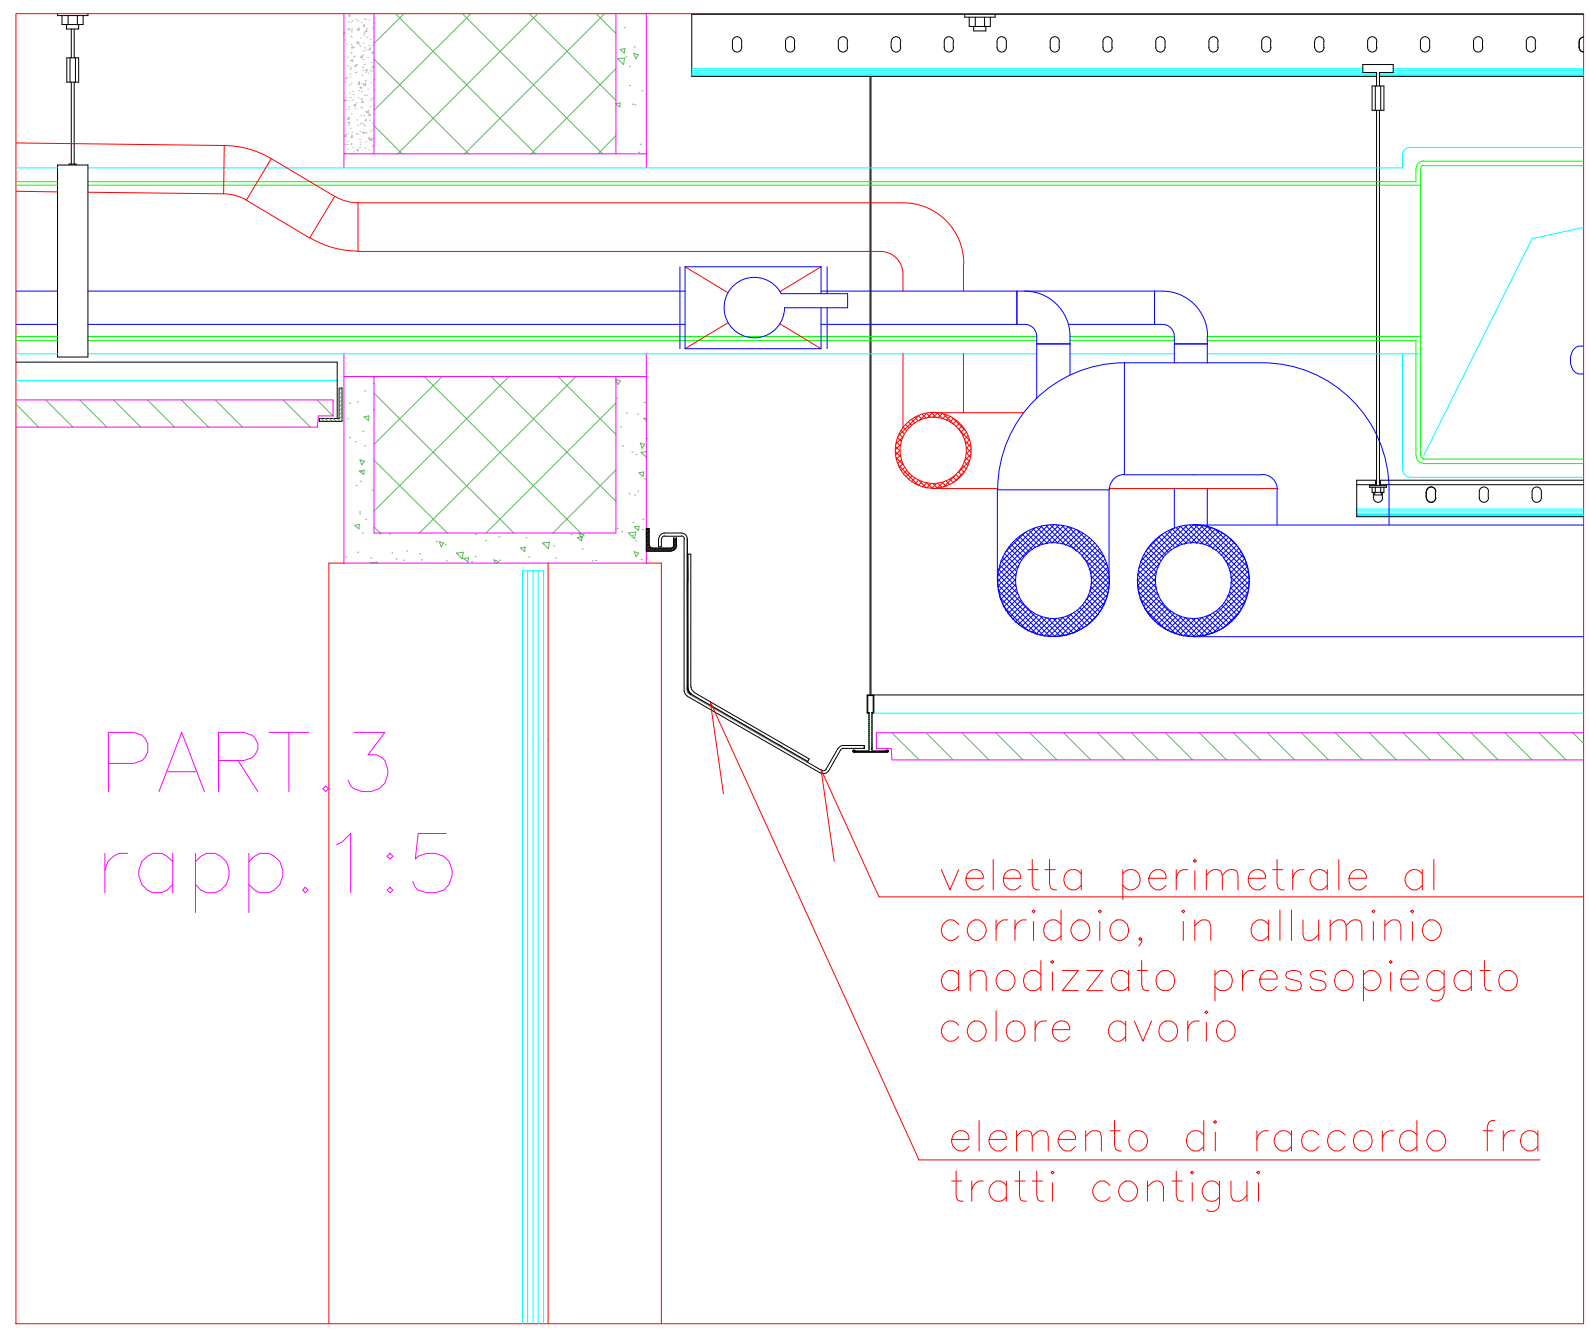 PART.3
rapp.1:5
veletta perimetrale al
corridoio, in alluminio
anodizzato pressopiegato
colore avorio
elemento di raccordo fra
tratti contigui